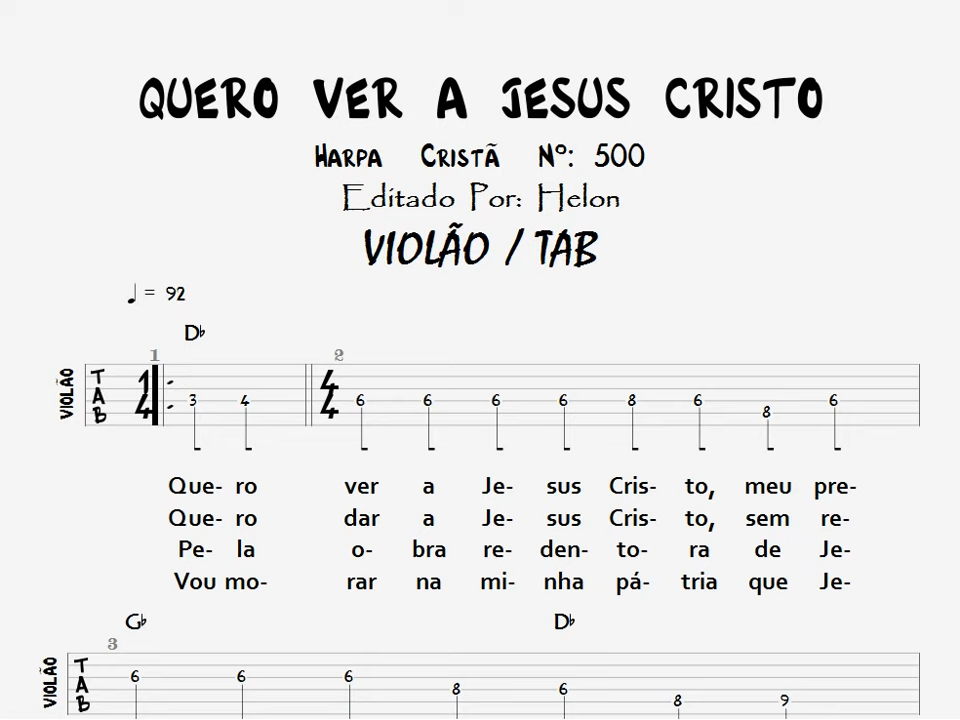 QUERO VER A JESUS CRISTO
HARPA CRISTÃ Nº: 500
Editado Por: Helon
VIOLÃO / TAB
♩ = 92
D♭
1 2
VIOLÃO TAB 1/4 3 4 4/4 6 6 6 6 8 6 8 6
Que- ro ver a Je- sus Cris- to, meu pre-
Que- ro dar a Je- sus Cris- to, sem re-
Pe- la o- bra re- den- to- ra de Je-
Vou mo- rar na mi- nha pá- tria que Je-
G♭ D♭
3
VIOLÃO TAB 6 6 6 8 6 8 9